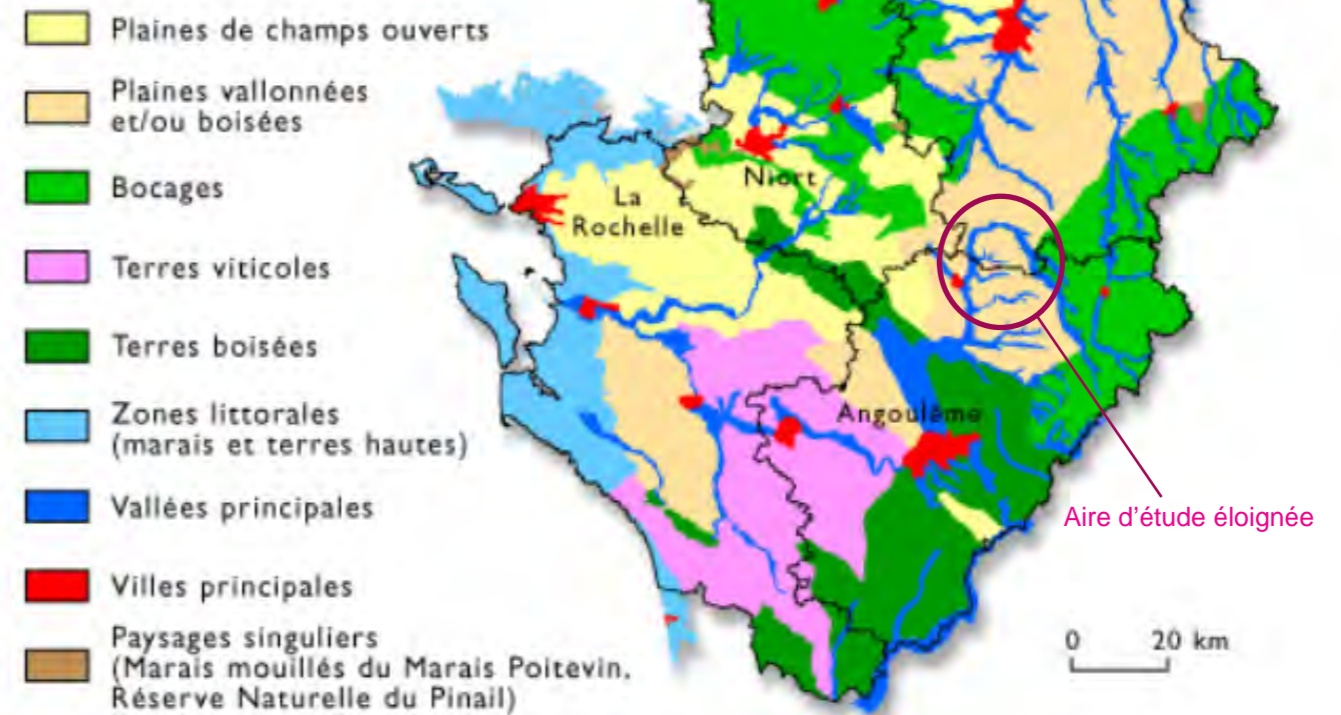 Plaines de champs ouverts
Plaines vallonnées
et/ou boisées
Bocages
Terres viticoles
Terres boisées
Zones littorales
(marais et terres hautes)
Vallées principales
Villes principales
Paysages singuliers
(Marais mouillés du Marais Poitevin,
Réserve Naturelle du Pinail)
Niort
La
Rochelle
Angoulême
Aire d'étude éloignée
0 20 km